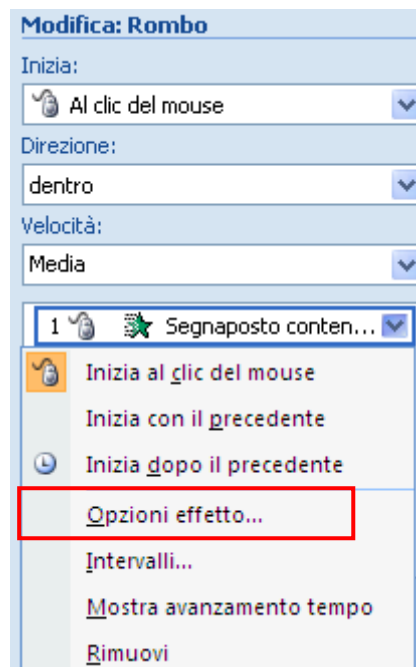 Modifica: Rombo
Inizia:
Al clic del mouse
Direzione:
dentro
Velocità:
Media
1 Segnaposto conten...
Inizia al clic del mouse
Inizia con il precedente
Inizia dopo il precedente
Opzioni effetto...
Intervalli...
Mostra avanzamento tempo
Rimuovi